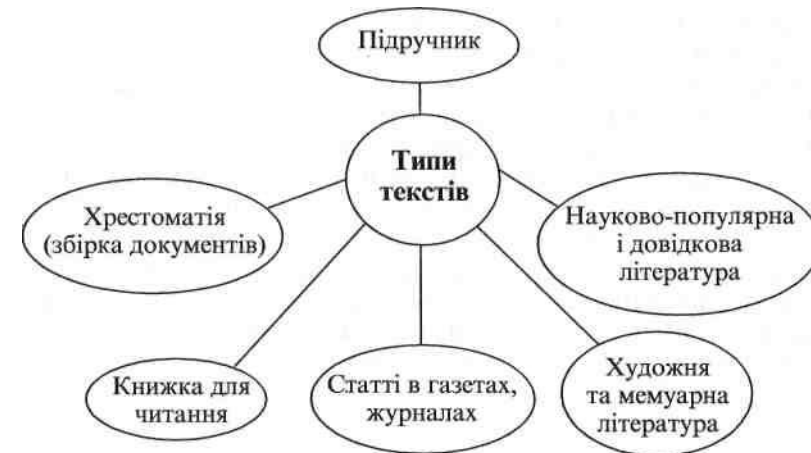 Підручник
Типи
текстів
Хрестоматія
(збірка документів)
Науково-популярна
і довідкова
література
Книжка для
читання
Статті в газетах,
журналах
Художня
та мемуарна
література